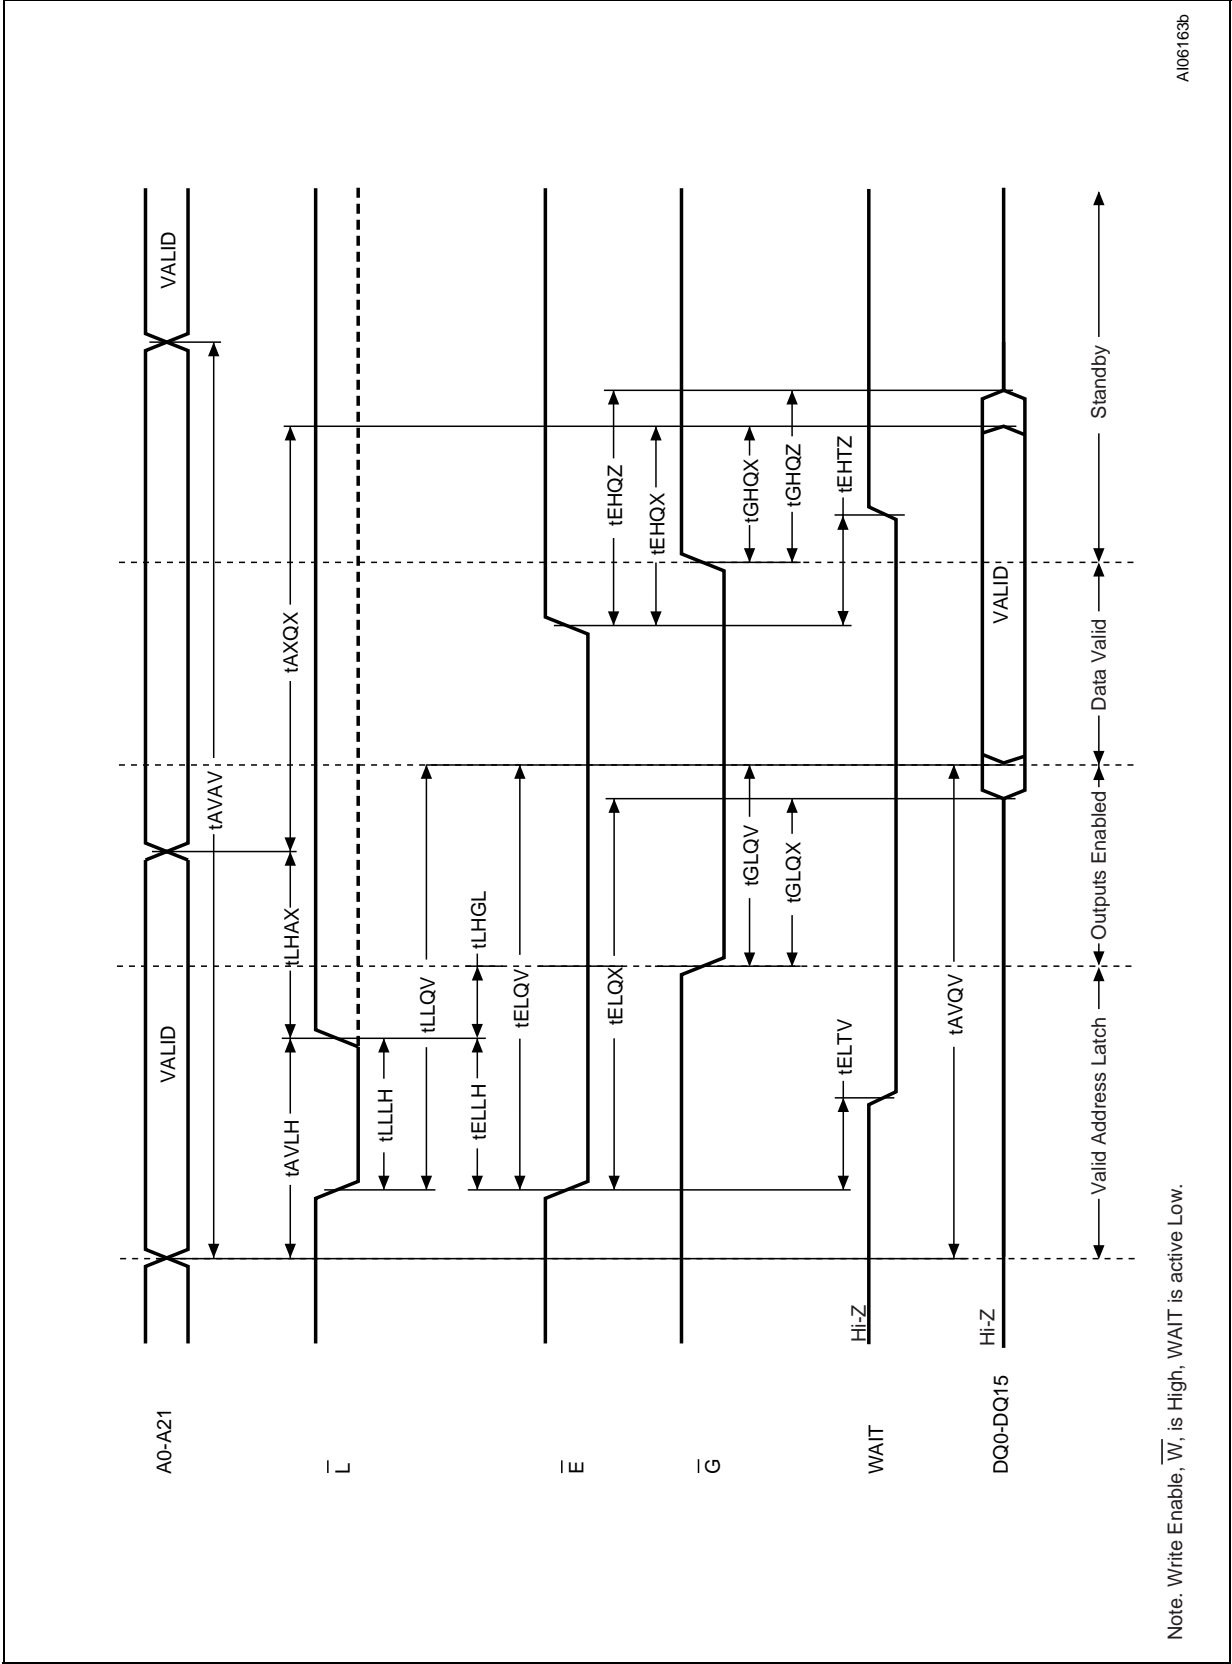 A0-A21
VALID
VALID
tAVAV
tAVLH
tLHAX
tAXQX
L
tLLLH
tLLQV
tELLH
tLHGL
tELQV
E
tELQX
tEHQZ
tEHQX
G
tGLQV
tGHQX
tGLQX
tGHQZ
WAIT
Hi-Z
tELTV
tEHTZ
tAVQV
DQ0-DQ15
Hi-Z
VALID
Valid Address Latch
Outputs Enabled
Data Valid
Standby
Note. Write Enable, W, is High, WAIT is active Low.
AI06163b